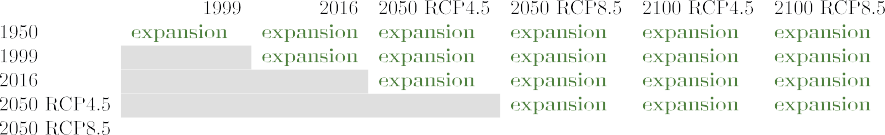 1999 2016 2050 RCP4.5 2050 RCP8.5 2100 RCP4.5 2100 RCP8.5
1950 expansion expansion expansion expansion expansion expansion
1999 expansion expansion expansion expansion expansion
2016 expansion expansion expansion expansion
2050 RCP4.5 expansion expansion expansion
2050 RCP8.5